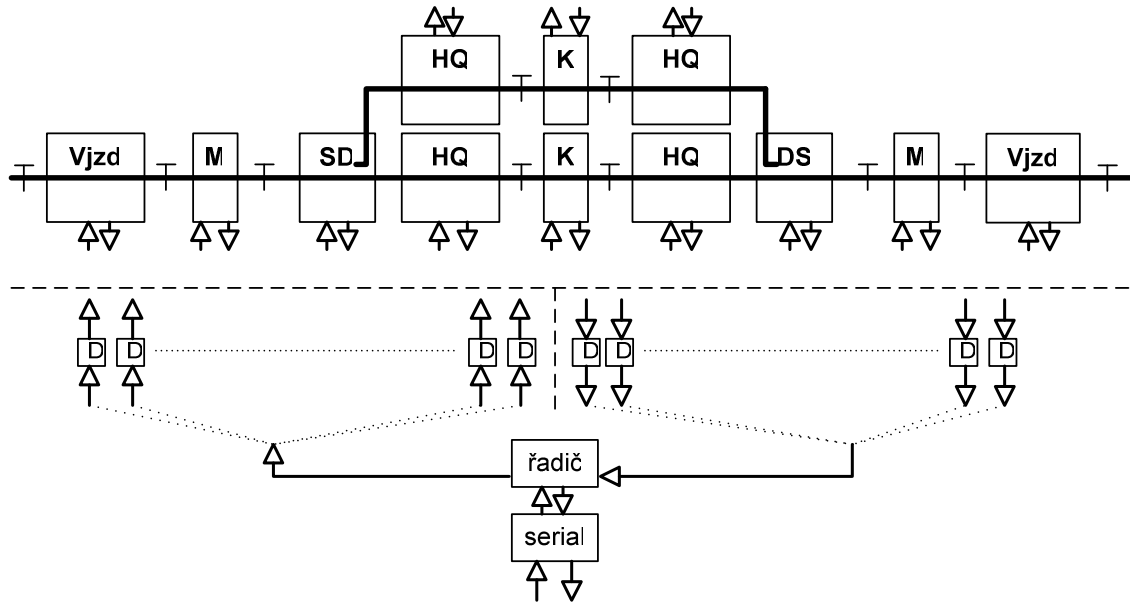 HQ K HQ
Vjzd M SD HQ K HQ DS M Vjzd
D D D D D D D D
řadič
serial